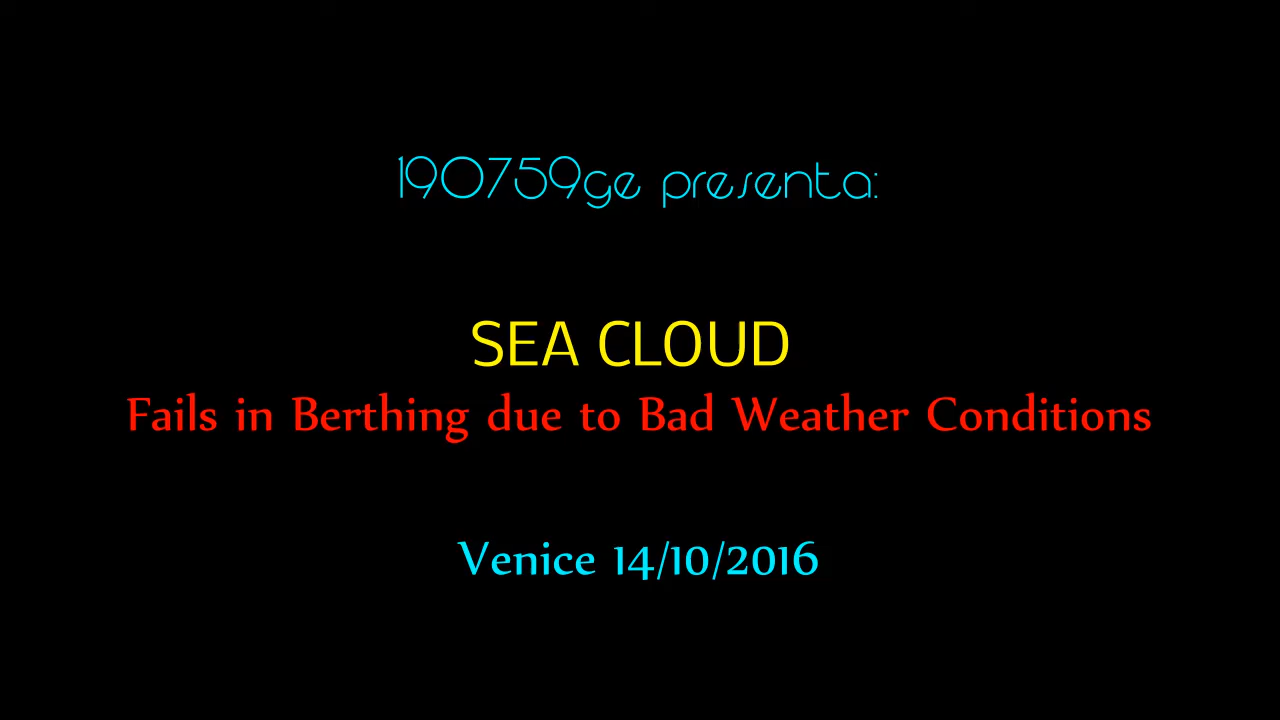 190759ge presenta:
SEA CLOUD
Fails in Berthing due to Bad Weather Conditions
Venice 14/10/2016